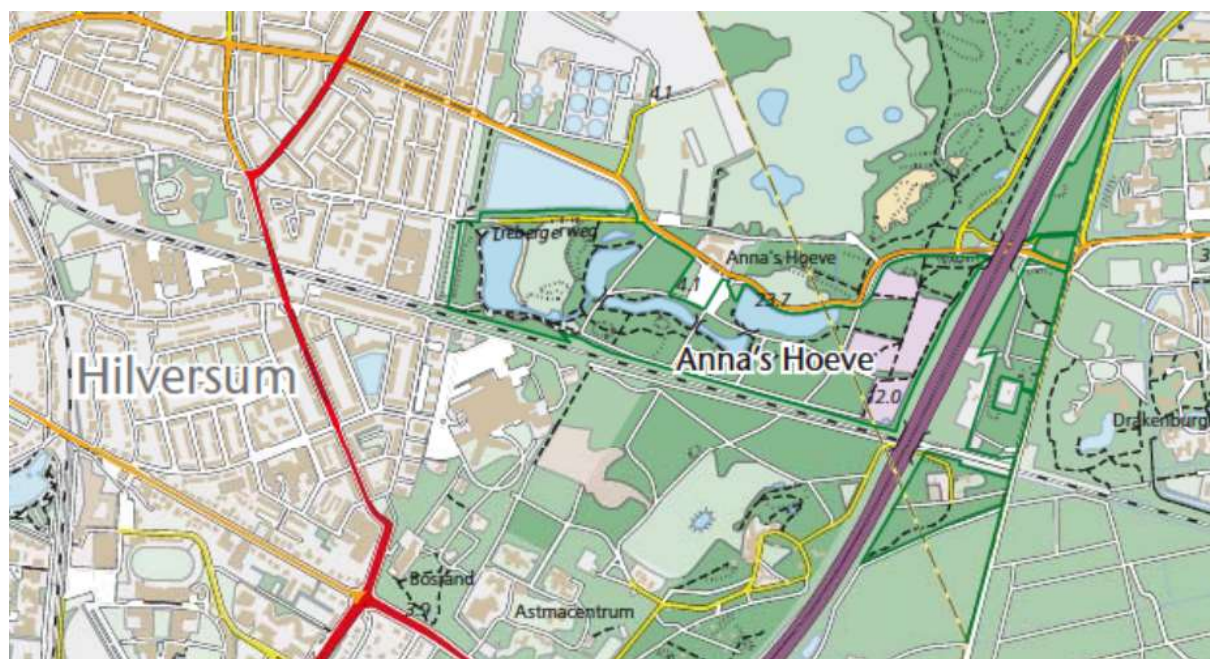 4.1
Liebergerweg
Anna's Hoeve
4.1
23.7
Anna's Hoeve
Hilversum
12.0
Drakenburg
Bosland
3.9
Astmacentrum
3